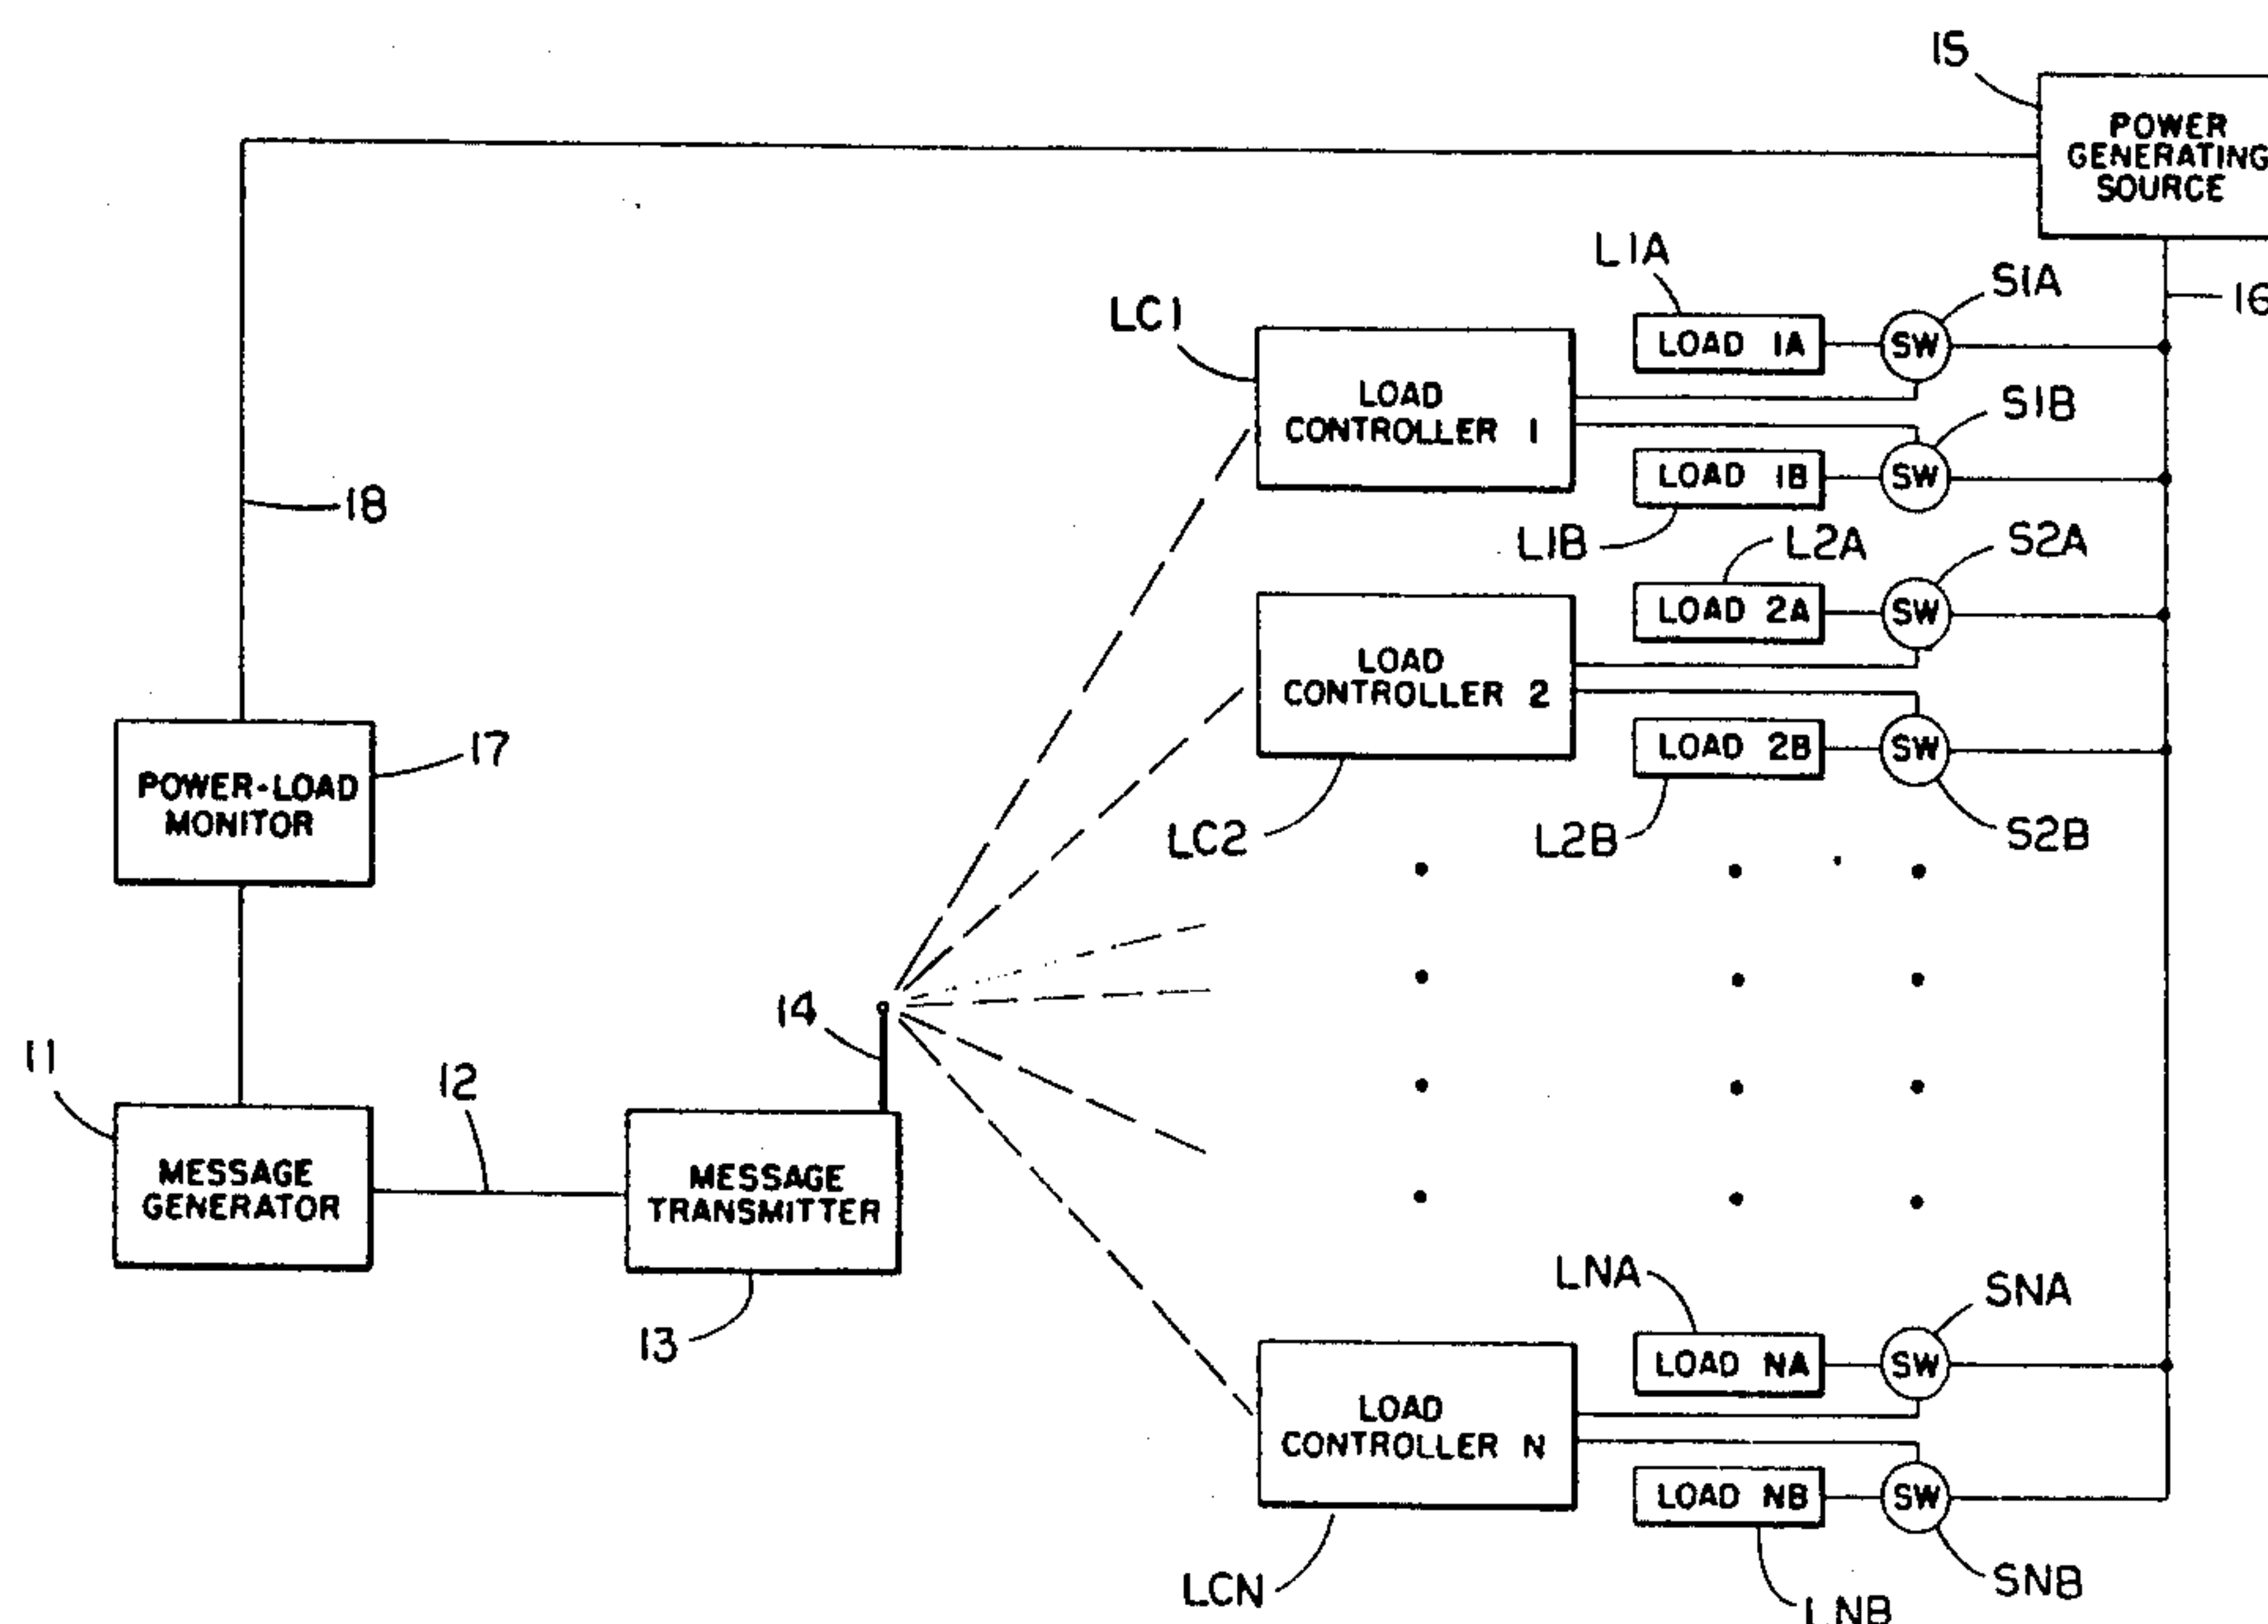 15
POWER
GENERATING
SOURCE
L1A
S1A
16
LC1
LOAD 1A
SW
S1B
LOAD
CONTROLLER 1
LOAD 1B
SW
18
L1B
L2A
S2A
LOAD 2A
SW
LOAD
CONTROLLER 2
17
LOAD 2B
SW
POWER-LOAD
MONITOR
LC2
L2B
S2B
14
11
12
MESSAGE
GENERATOR
MESSAGE
TRANSMITTER
LNA
SNA
13
LOAD NA
SW
LOAD
CONTROLLER N
LOAD NB
SW
LCN
SNB
LNB